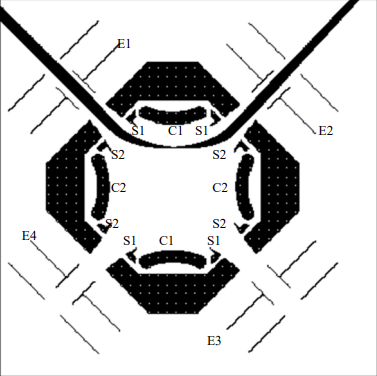 E1
S1 C1 S1
E2
S2 S2
C2 C2
S2 S2
E4
S1 C1 S1
E3